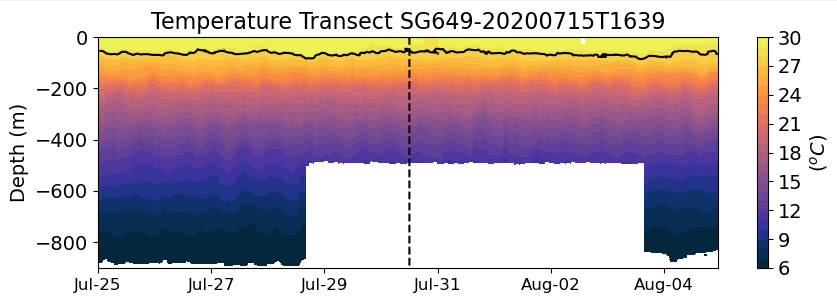 Temperature Transect SG649-20200715T1639
0
−200
−400
−600
−800
Depth (m)
Jul-25
Jul-27
Jul-29
Jul-31
Aug-02
Aug-04
30
27
24
21
18
15
12
9
6
(°C)